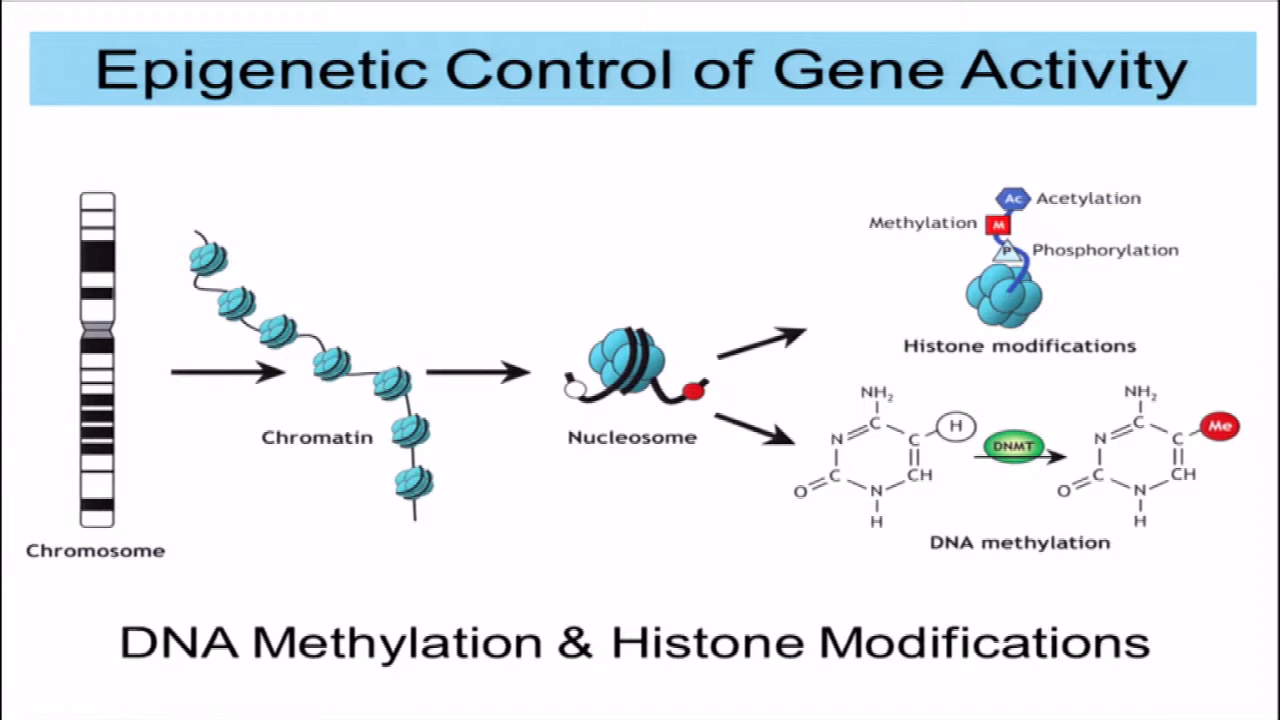 Epigenetic Control of Gene Activity
Chromosome
Chromatin
Nucleosome
Ac Acetylation
Methylation M
P Phosphorylation
Histone modifications
NH₂
N
C
C
H
O
C
N
CH
H
DNMT
NH₂
N
C
C
Me
O
C
N
CH
H
DNA methylation
DNA Methylation & Histone Modifications